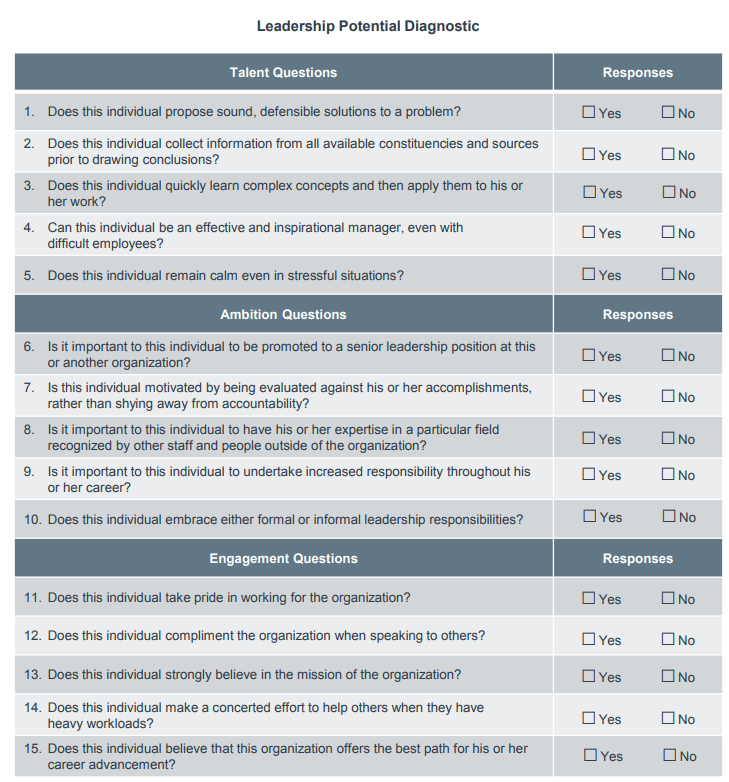 Leadership Potential Diagnostic
Talent Questions Responses
1. Does this individual propose sound, defensible solutions to a problem? ☐ Yes ☐ No
2. Does this individual collect information from all available constituencies and sources
prior to drawing conclusions? ☐ Yes ☐ No
3. Does this individual quickly learn complex concepts and then apply them to his or
her work? ☐ Yes ☐ No
4. Can this individual be an effective and inspirational manager, even with
difficult employees? ☐ Yes ☐ No
5. Does this individual remain calm even in stressful situations? ☐ Yes ☐ No
Ambition Questions Responses
6. Is it important to this individual to be promoted to a senior leadership position at this
or another organization? ☐ Yes ☐ No
7. Is this individual motivated by being evaluated against his or her accomplishments,
rather than shying away from accountability? ☐ Yes ☐ No
8. Is it important to this individual to have his or her expertise in a particular field
recognized by other staff and people outside of the organization? ☐ Yes ☐ No
9. Is it important to this individual to undertake increased responsibility throughout his
or her career? ☐ Yes ☐ No
10. Does this individual embrace either formal or informal leadership responsibilities? ☐ Yes ☐ No
Engagement Questions Responses
11. Does this individual take pride in working for the organization? ☐ Yes ☐ No
12. Does this individual compliment the organization when speaking to others? ☐ Yes ☐ No
13. Does this individual strongly believe in the mission of the organization? ☐ Yes ☐ No
14. Does this individual make a concerted effort to help others when they have
heavy workloads? ☐ Yes ☐ No
15. Does this individual believe that this organization offers the best path for his or her
career advancement? ☐ Yes ☐ No